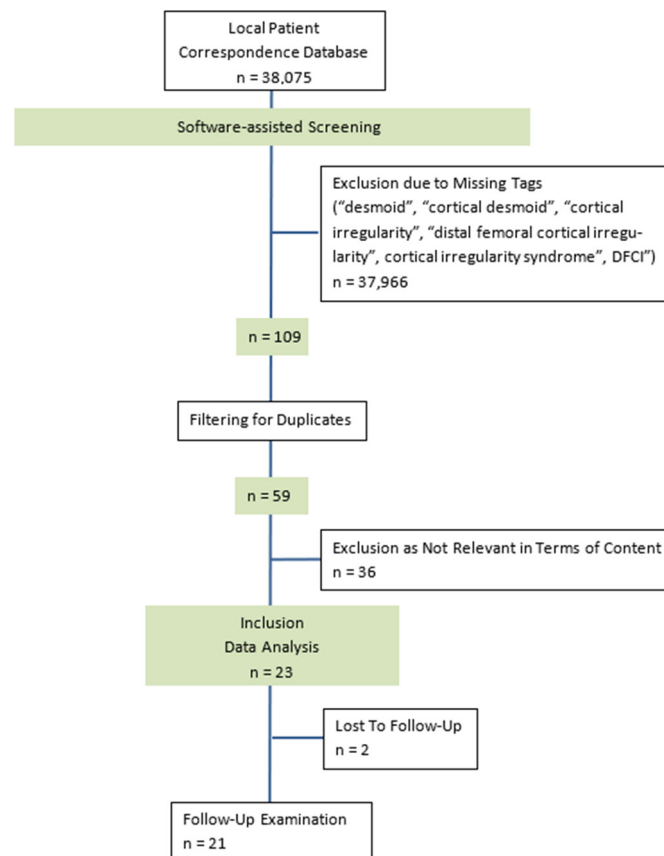 Local Patient
Correspondence Database
n = 38,075
Software-assisted Screening
Exclusion due to Missing Tags
(“desmoid”, “cortical desmoid”, “cortical
irregularity”, “distal femoral cortical irregu-
larity”, cortical irregularity syndrome”, DFCI”)
n = 37,966
n = 109
Filtering for Duplicates
n = 59
Exclusion as Not Relevant in Terms of Content
n = 36
Inclusion
Data Analysis
n = 23
Lost To Follow-Up
n = 2
Follow-Up Examination
n = 21